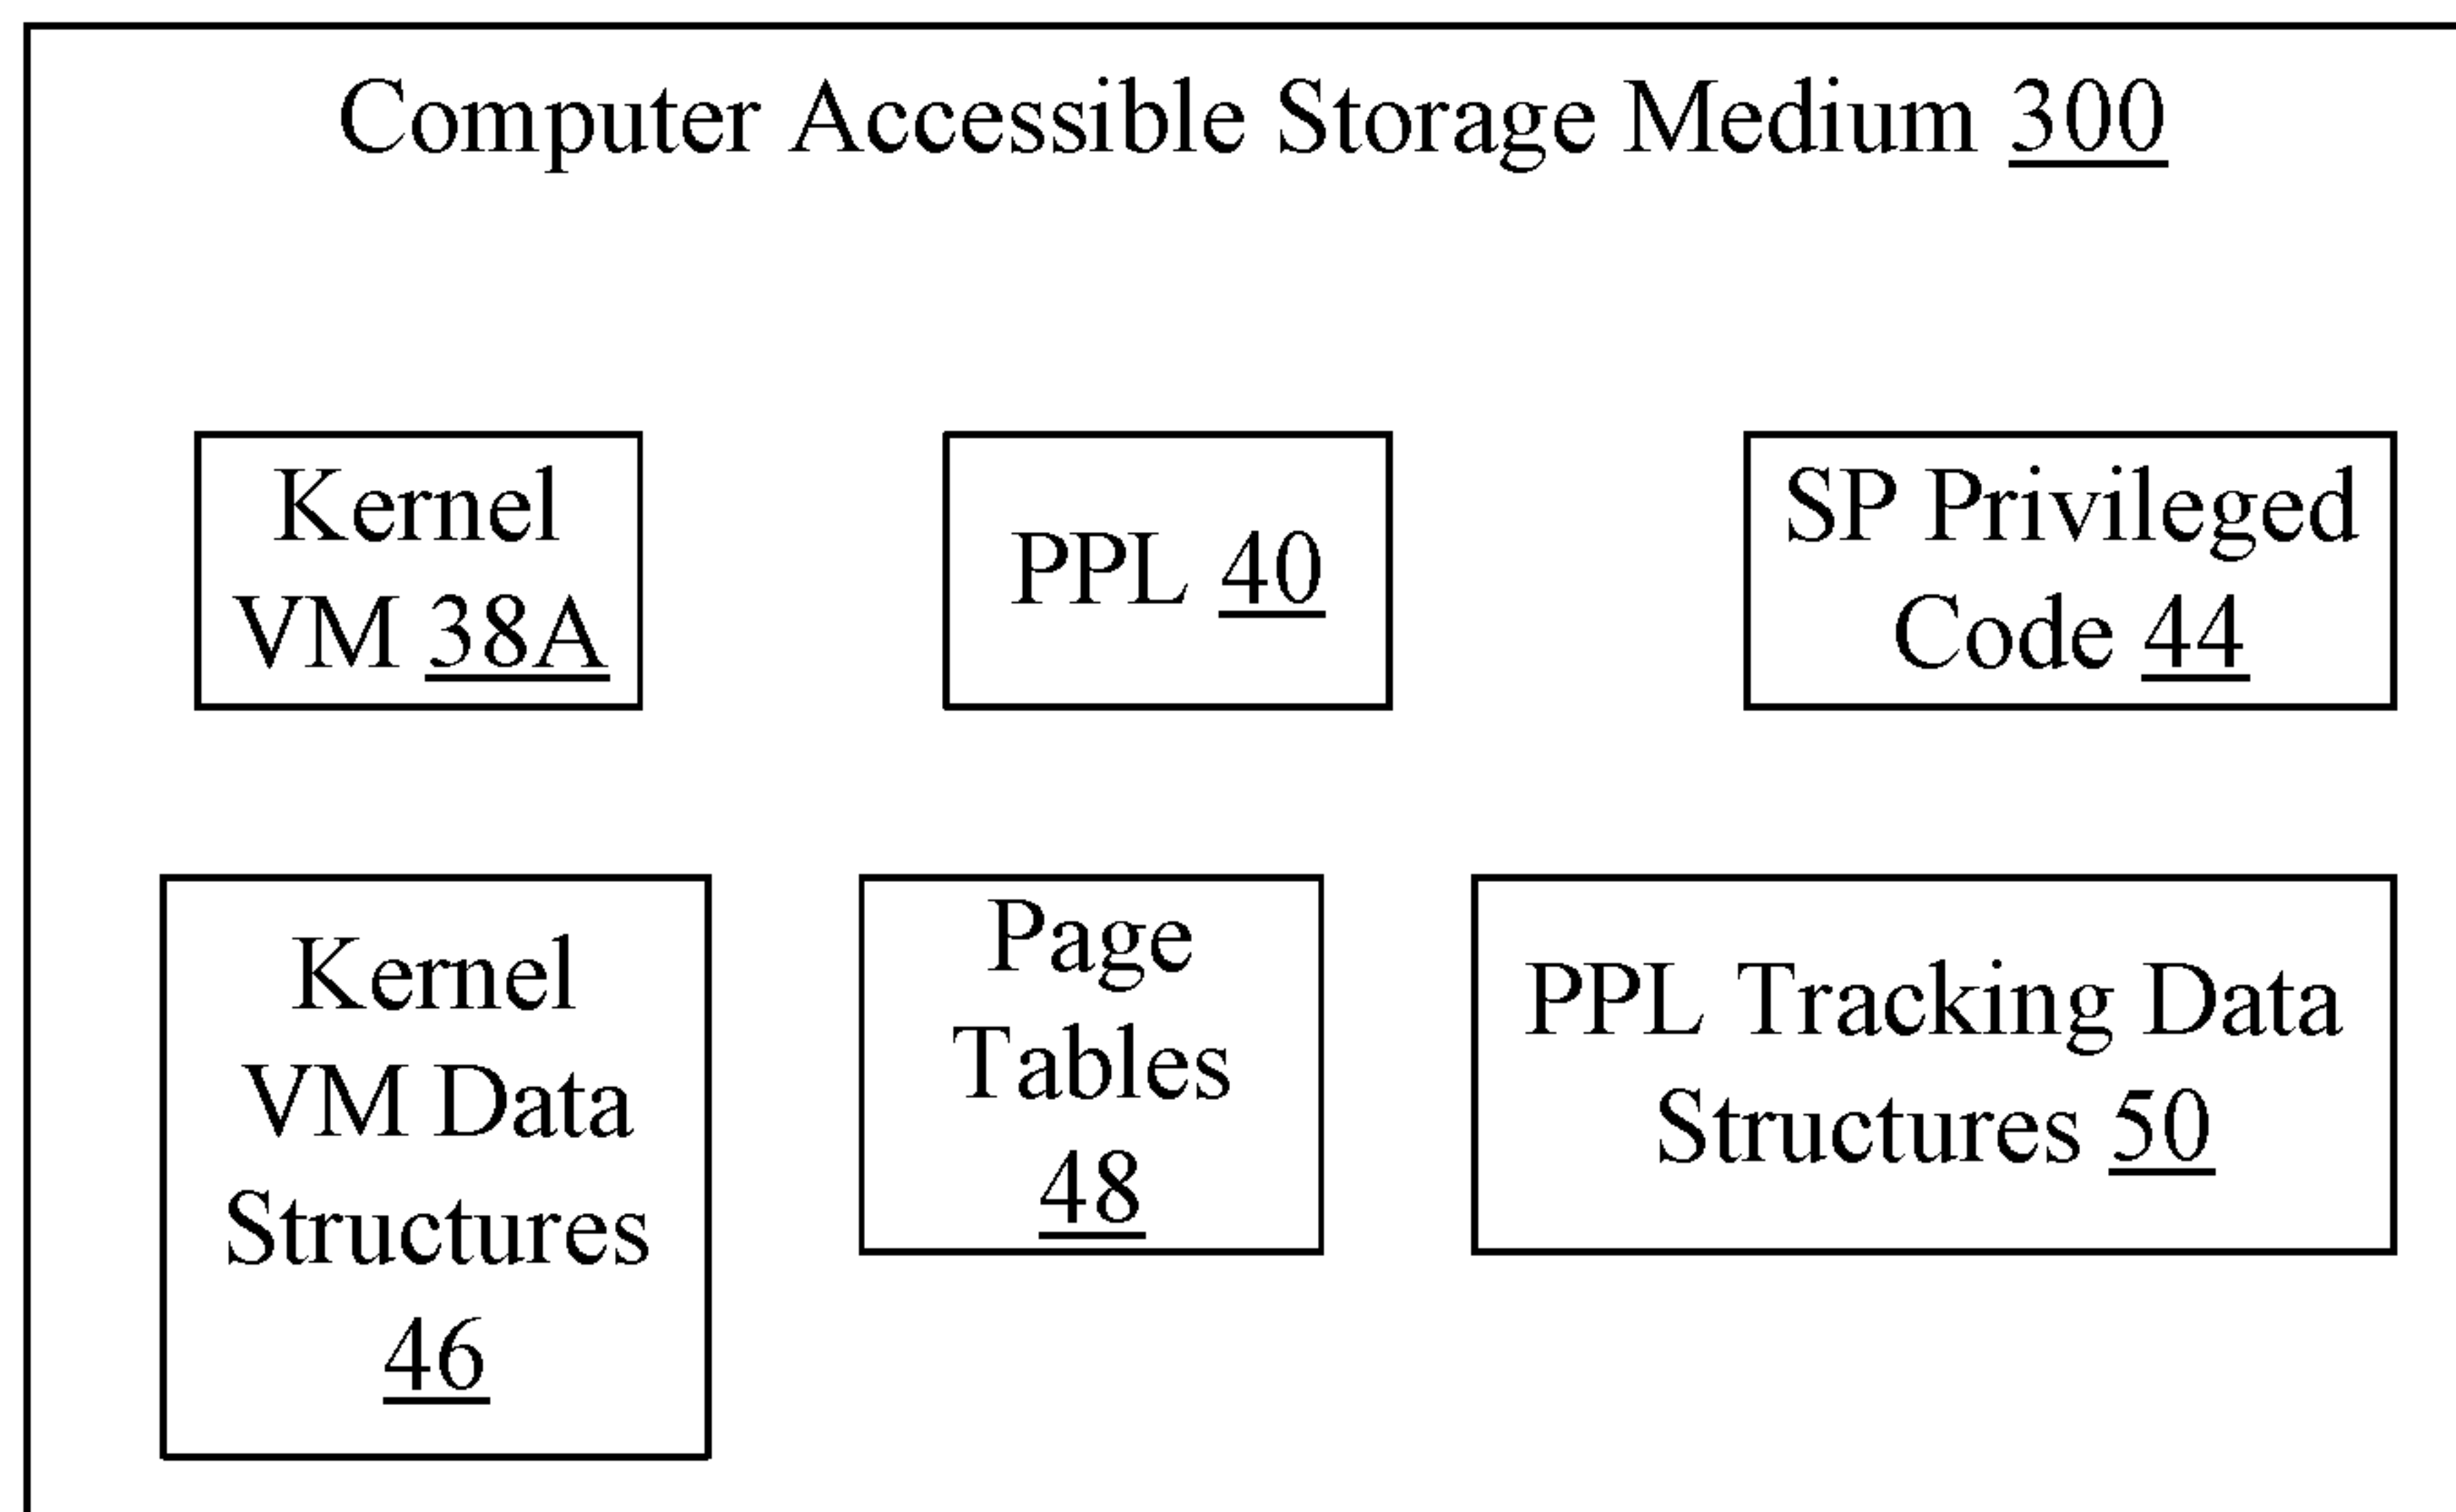 Computer Accessible Storage Medium 300
Kernel
VM 38A
PPL 40
SP Privileged
Code 44
Kernel
VM Data
Structures
46
Page
Tables
48
PPL Tracking Data
Structures 50